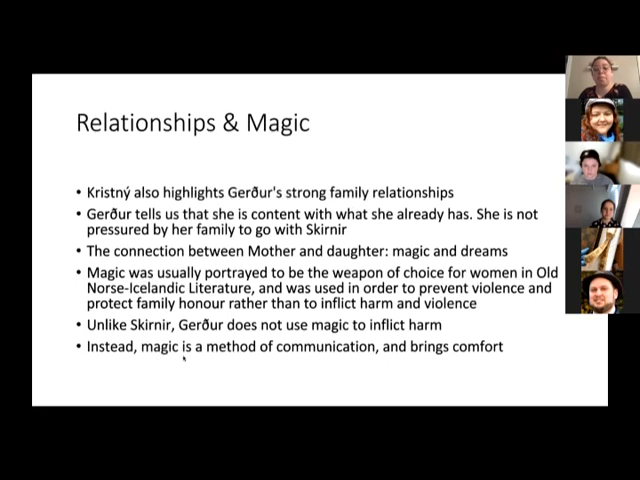 Relationships & Magic
• Kristný also highlights Gerður's strong family relationships
• Gerður tells us that she is content with what she already has. She is not
pressured by her family to go with Skirnir
• The connection between Mother and daughter: magic and dreams
• Magic was usually portrayed to be the weapon of choice for women in Old
Norse-Icelandic Literature, and was used in order to prevent violence and
protect family honour rather than to inflict harm and violence
• Unlike Skirnir, Gerður does not use magic to inflict harm
• Instead, magic is a method of communication, and brings comfort